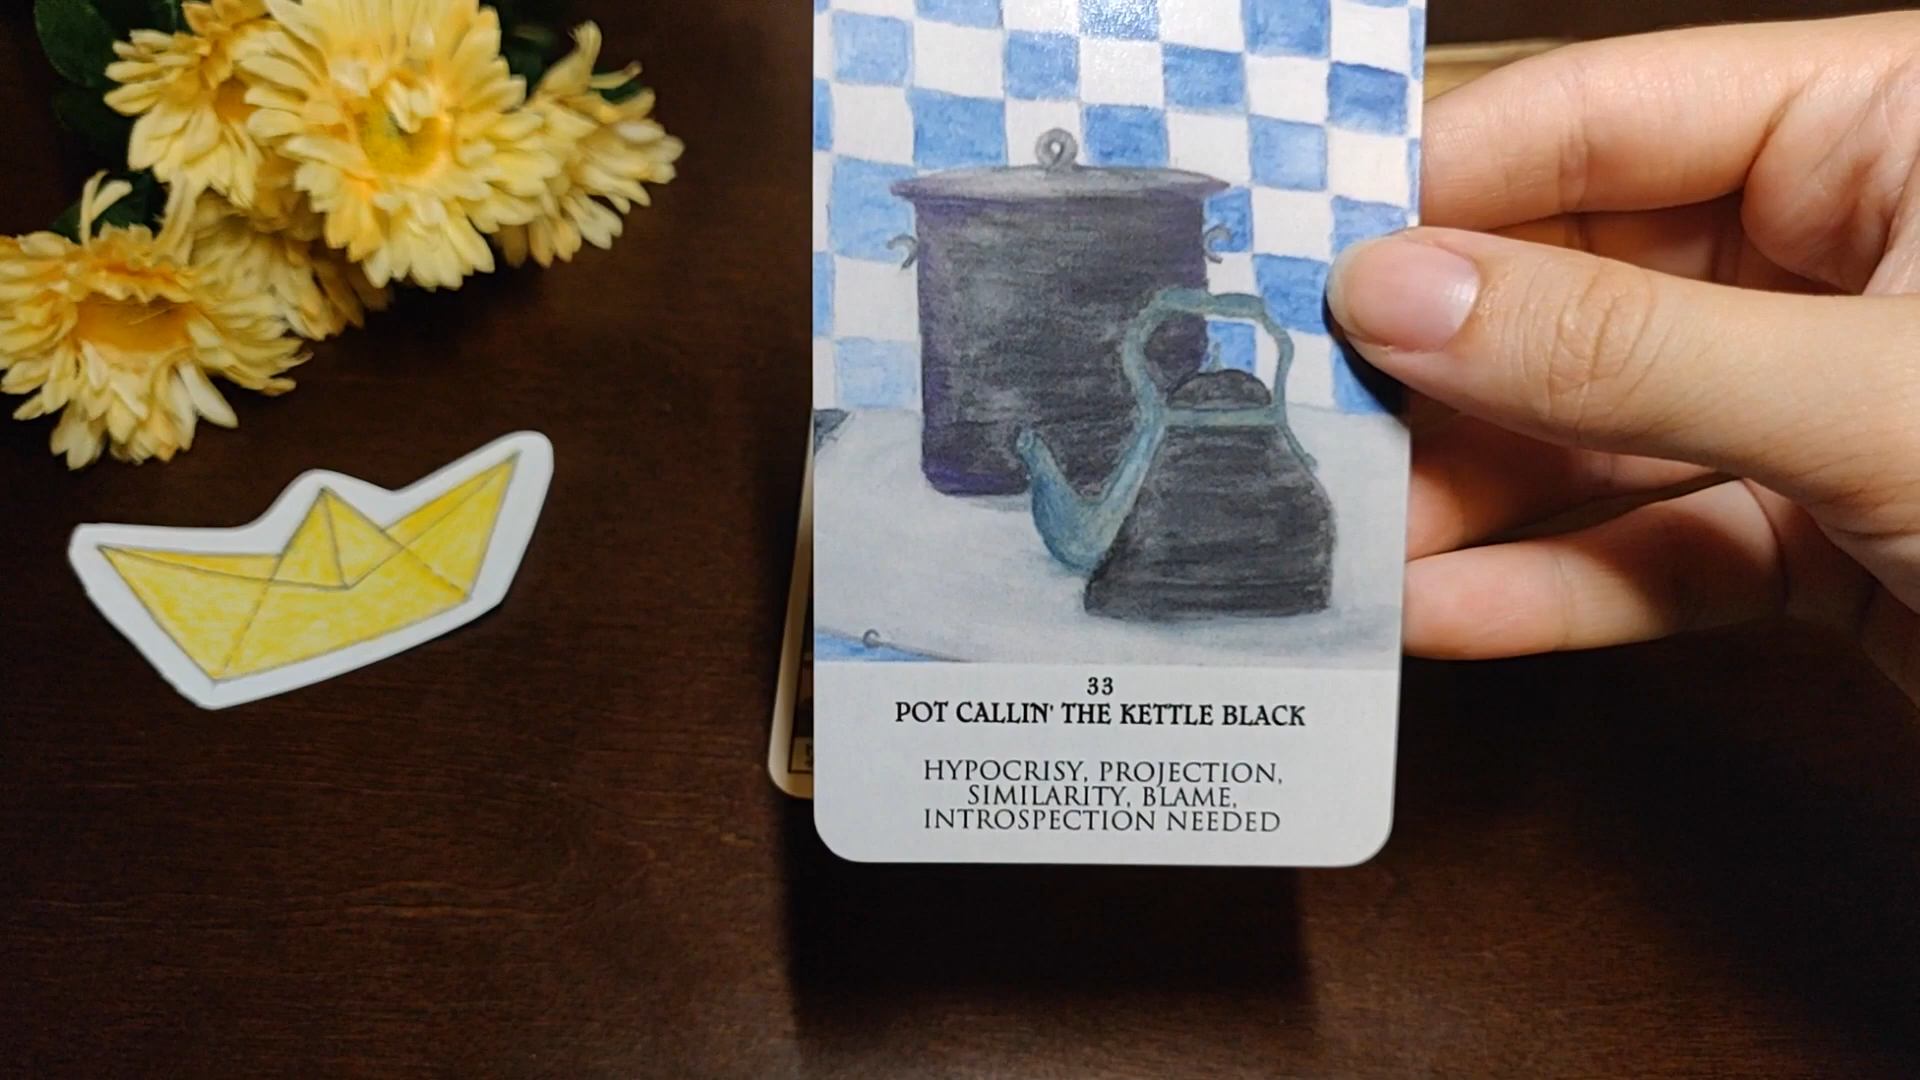 33
POT CALLIN' THE KETTLE BLACK
HYPOCRISY, PROJECTION,
SIMILARITY, BLAME,
INTROSPECTION NEEDED